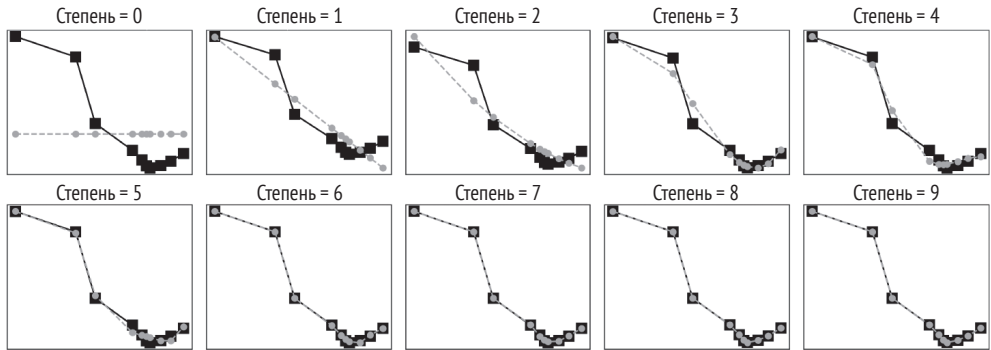 Степень = 0 Степень = 1 Степень = 2 Степень = 3 Степень = 4
Степень = 5 Степень = 6 Степень = 7 Степень = 8 Степень = 9